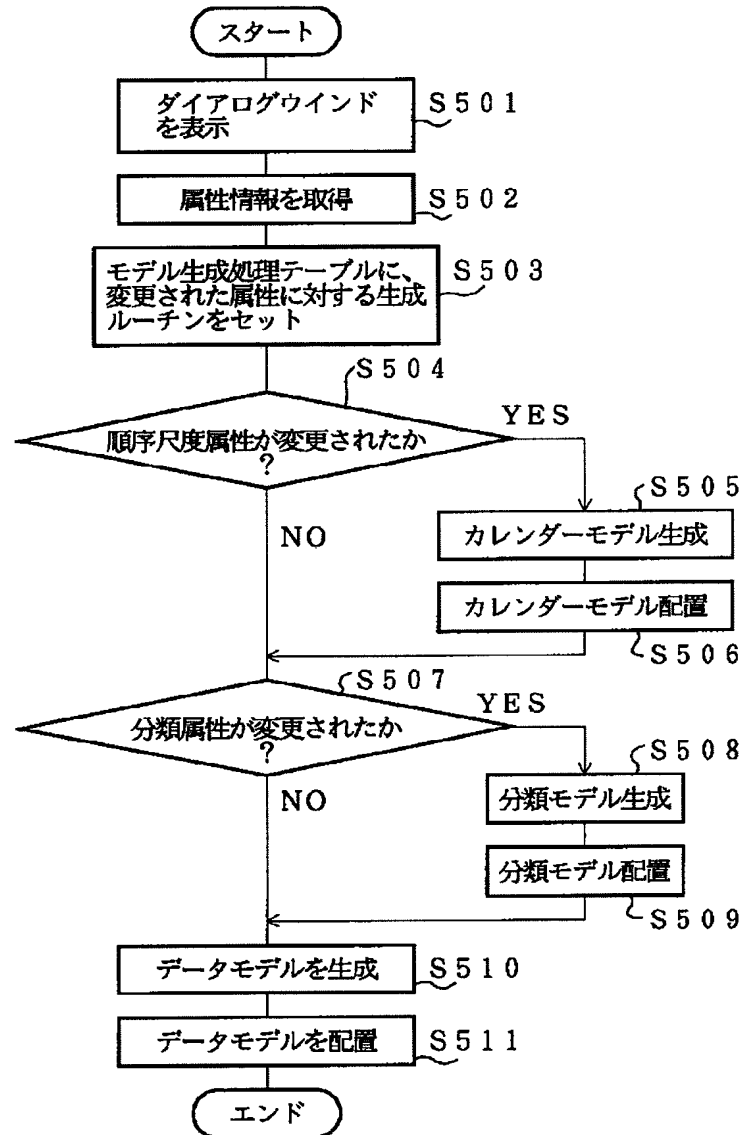 スタート
ダイアログウインド
を表示
S501
属性情報を取得
S502
モデル生成処理テーブルに、
変更された属性に対する生成
ルーチンをセット
S503
S504
順序尺度属性が変更されたか
?
YES
NO
S505
カレンダーモデル生成
カレンダーモデル配置
S506
S507
分類属性が変更されたか
?
YES
NO
S508
分類モデル生成
分類モデル配置
S509
データモデルを生成
S510
データモデルを配置
S511
エンド